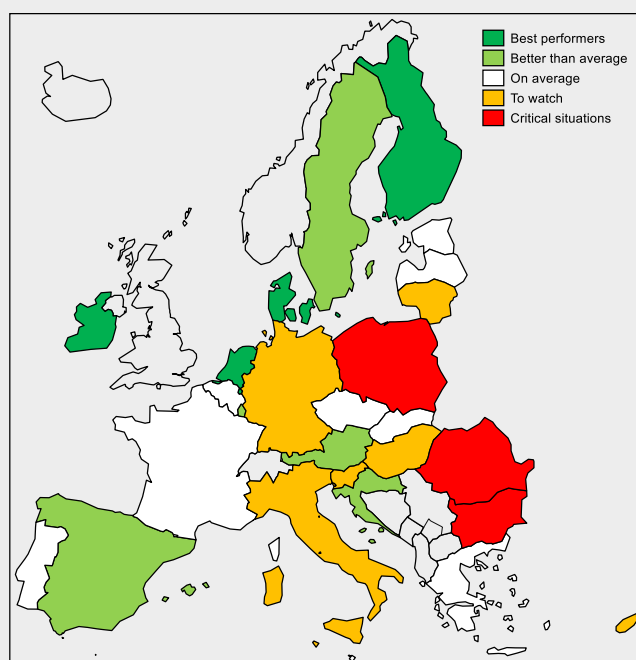 Best performers
Better than average
On average
To watch
Critical situations